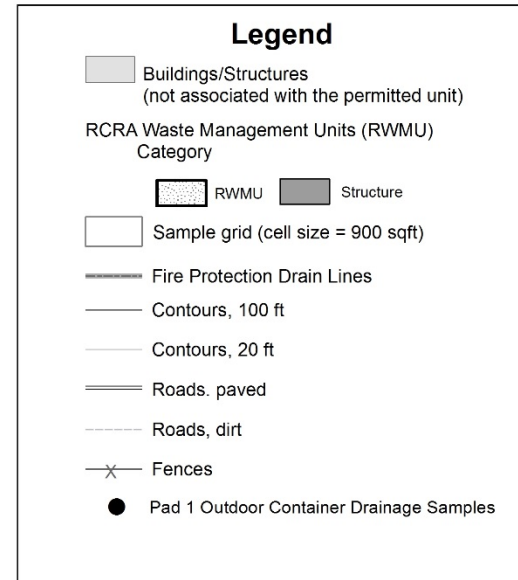 Legend
Buildings/Structures
(not associated with the permitted unit)
RCRA Waste Management Units (RWMU)
Category
RWMU Structure
Sample grid (cell size = 900 sqft)
Fire Protection Drain Lines
Contours, 100 ft
Contours, 20 ft
Roads. paved
Roads, dirt
Fences
Pad 1 Outdoor Container Drainage Samples